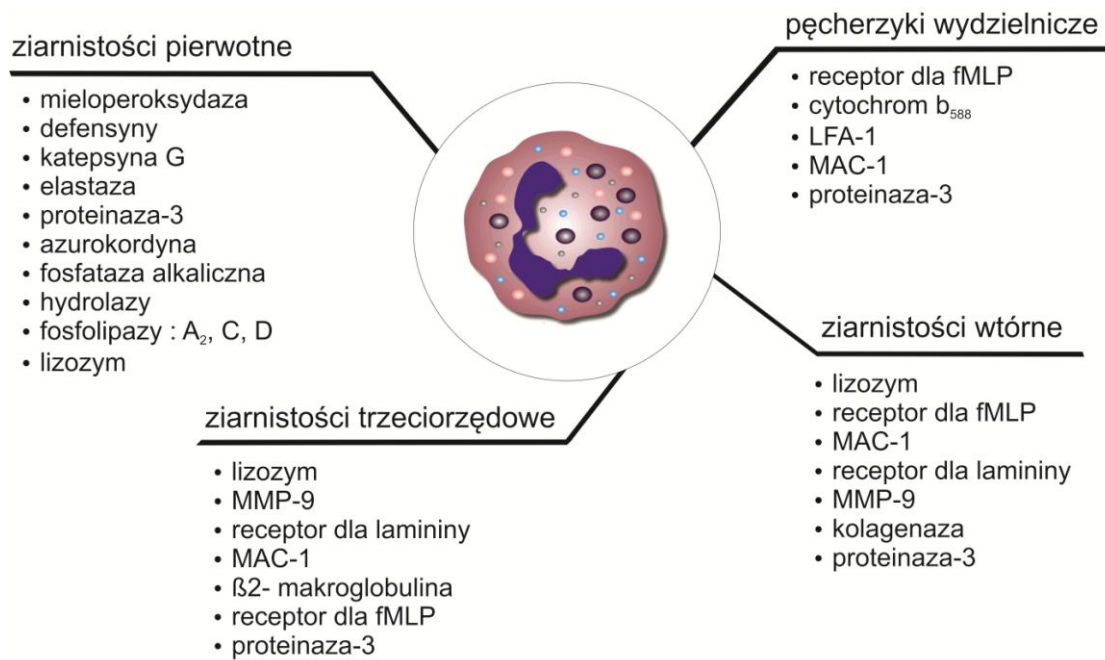 ziarnistości pierwotne
• mieloperoksydaza
• defensyny
• katepsyna G
• elastaza
• proteinaza-3
• azurokordyna
• fosfataza alkaliczna
• hydrolazy
• fosfolipazy : A₂, C, D
• lizozym
pęcherzyki wydzielnicze
• receptor dla fMLP
• cytochrom b₅₈₈
• LFA-1
• MAC-1
• proteinaza-3
ziarnistości trzeciorzędowe
• lizozym
• MMP-9
• receptor dla lamininy
• MAC-1
• ß2- makroglobulina
• receptor dla fMLP
• proteinaza-3
ziarnistości wtórne
• lizozym
• receptor dla fMLP
• MAC-1
• receptor dla lamininy
• MMP-9
• kolagenaza
• proteinaza-3